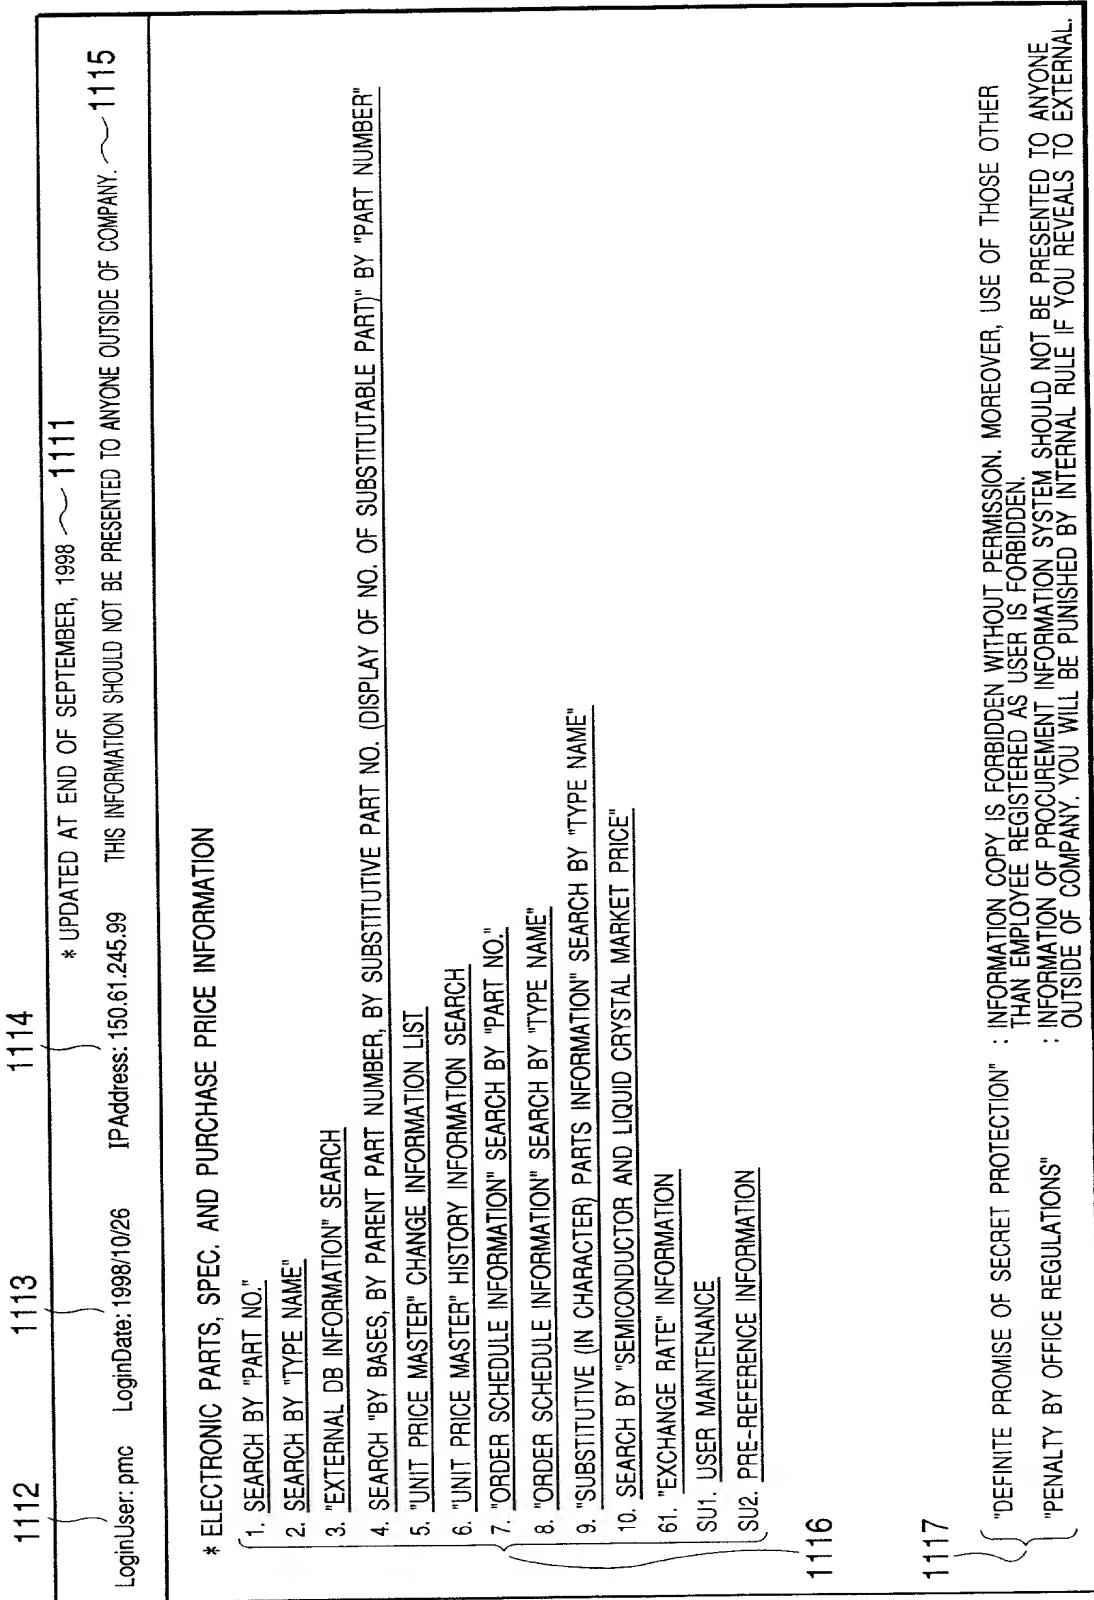 1112
1113
1114
* UPDATED AT END OF SEPTEMBER, 1998 ~ 1111
LoginUser: pmc LoginDate: 1998/10/26 IPAddress: 150.61.245.99 THIS INFORMATION SHOULD NOT BE PRESENTED TO ANYONE OUTSIDE OF COMPANY. ~ 1115
* ELECTRONIC PARTS, SPEC. AND PURCHASE PRICE INFORMATION
1. SEARCH BY "PART NO."
2. SEARCH BY "TYPE NAME"
3. "EXTERNAL DB INFORMATION" SEARCH
4. SEARCH "BY BASES, BY PARENT PART NUMBER, BY SUBSTITUTIVE PART NO. (DISPLAY OF NO. OF SUBSTITUTABLE PART)" BY "PART NUMBER"
5. "UNIT PRICE MASTER" CHANGE INFORMATION LIST
6. "UNIT PRICE MASTER" HISTORY INFORMATION SEARCH
7. "ORDER SCHEDULE INFORMATION" SEARCH BY "PART NO."
8. "ORDER SCHEDULE INFORMATION" SEARCH BY "TYPE NAME"
9. "SUBSTITUTIVE (IN CHARACTER) PARTS INFORMATION" SEARCH BY "TYPE NAME"
10. SEARCH BY "SEMICONDUCTOR AND LIQUID CRYSTAL MARKET PRICE"
61. "EXCHANGE RATE" INFORMATION
SU1. USER MAINTENANCE
SU2. PRE-REFERENCE INFORMATION
1116
1117
"DEFINITE PROMISE OF SECRET PROTECTION" : INFORMATION COPY IS FORBIDDEN WITHOUT PERMISSION. MOREOVER, USE OF THOSE OTHER
THAN EMPLOYEE REGISTERED AS USER IS FORBIDDEN.
"PENALTY BY OFFICE REGULATIONS" : INFORMATION OF PROCUREMENT INFORMATION SYSTEM SHOULD NOT BE PRESENTED TO ANYONE
OUTSIDE OF COMPANY. YOU WILL BE PUNISHED BY INTERNAL RULE IF YOU REVEALS TO EXTERNAL.